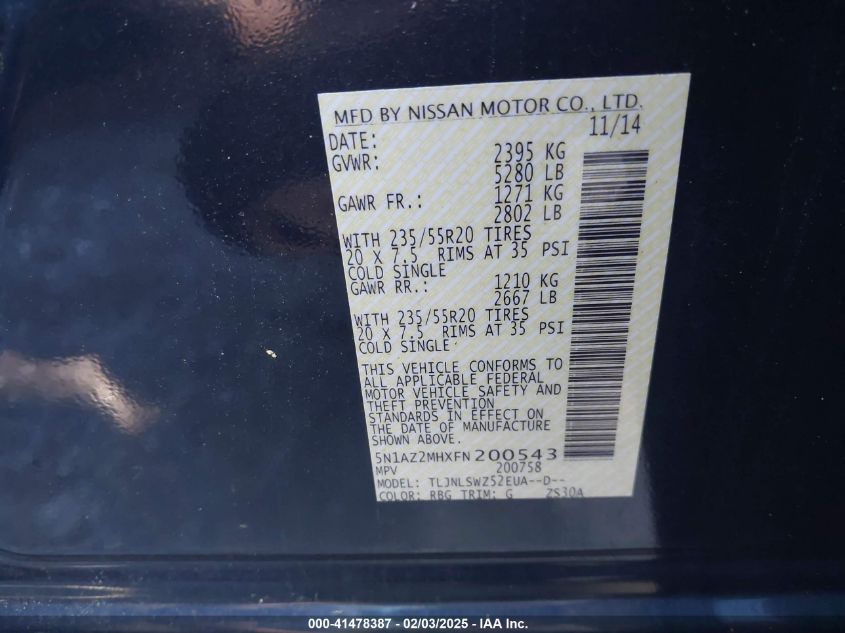 MFD BY NISSAN MOTOR CO., LTD.
DATE: 11/14
GVWR: 2395 KG
5280 LB
GAWR FR.: 1271 KG
2802 LB
WITH 235/55R20 TIRES
20 X 7.5 RIMS AT 35 PSI
COLD SINGLE
GAWR RR.: 1210 KG
2667 LB
WITH 235/55R20 TIRES
20 X 7.5 RIMS AT 35 PSI
COLD SINGLE
THIS VEHICLE CONFORMS TO
ALL APPLICABLE FEDERAL
MOTOR VEHICLE SAFETY AND
THEFT PREVENTION
STANDARDS IN EFFECT ON
THE DATE OF MANUFACTURE
SHOWN ABOVE.
5N1AZ2MHXFN200543
MPV 200758
MODEL: TLJNLSWZ52EUA--D--
COLOR: RBG TRIM: G ZS30A
000-41478387 - 02/03/2025 - IAA Inc.